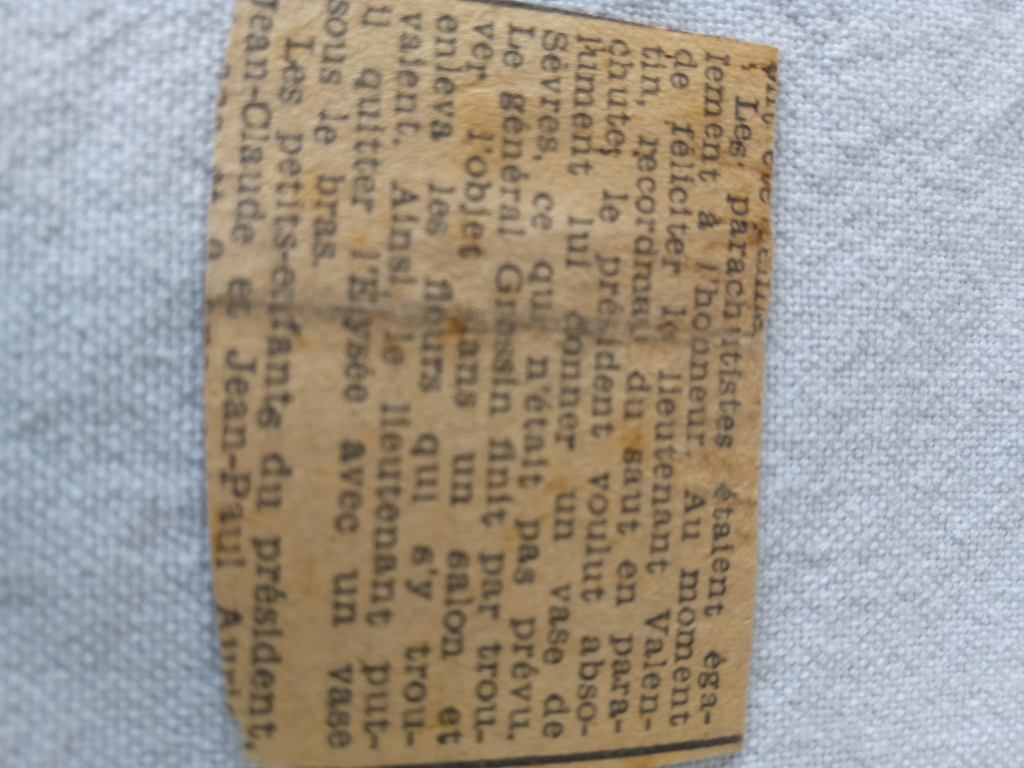 Les parachutistes étaient éga-
lement à l'honneur. Au moment
de féliciter le lieutenant Valen-
tin, recordman du saut en para-
chute, le président voulut abso-
lument lui donner un vase de
Sèvres, ce qui n'était pas prévu.
Le général Grossin finit par trou-
ver l'objet dans un salon et
enleva les fleurs qui s'y trou-
vaient. Ainsi le lieutenant put-
il quitter l'Elysée avec un vase
sous le bras.
Les petits-enfants du président,
Jean-Claude et Jean-Paul